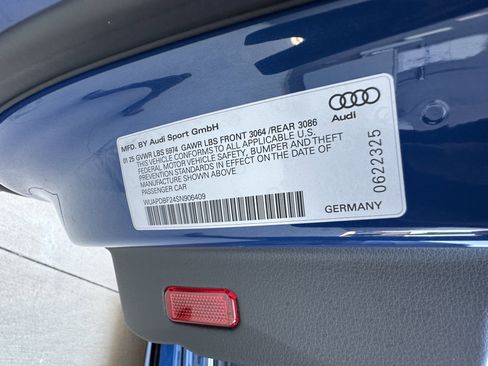 MFD. BY Audi Sport GmbH
01 25 GVWR LBS 5974 GAWR LBS FRONT 3064 /REAR 3086
THIS VEHICLE CONFORMS TO ALL APPLICABLE U.S.
FEDERAL MOTOR VEHICLE SAFETY, BUMPER AND THEFT
PREVENTION STANDARDS IN EFFECT ON THE DATE OF
MANUFACTURE SHOWN ABOVE
PASSENGER CAR
WUAPDBF24SN906409
Audi
0622325
GERMANY